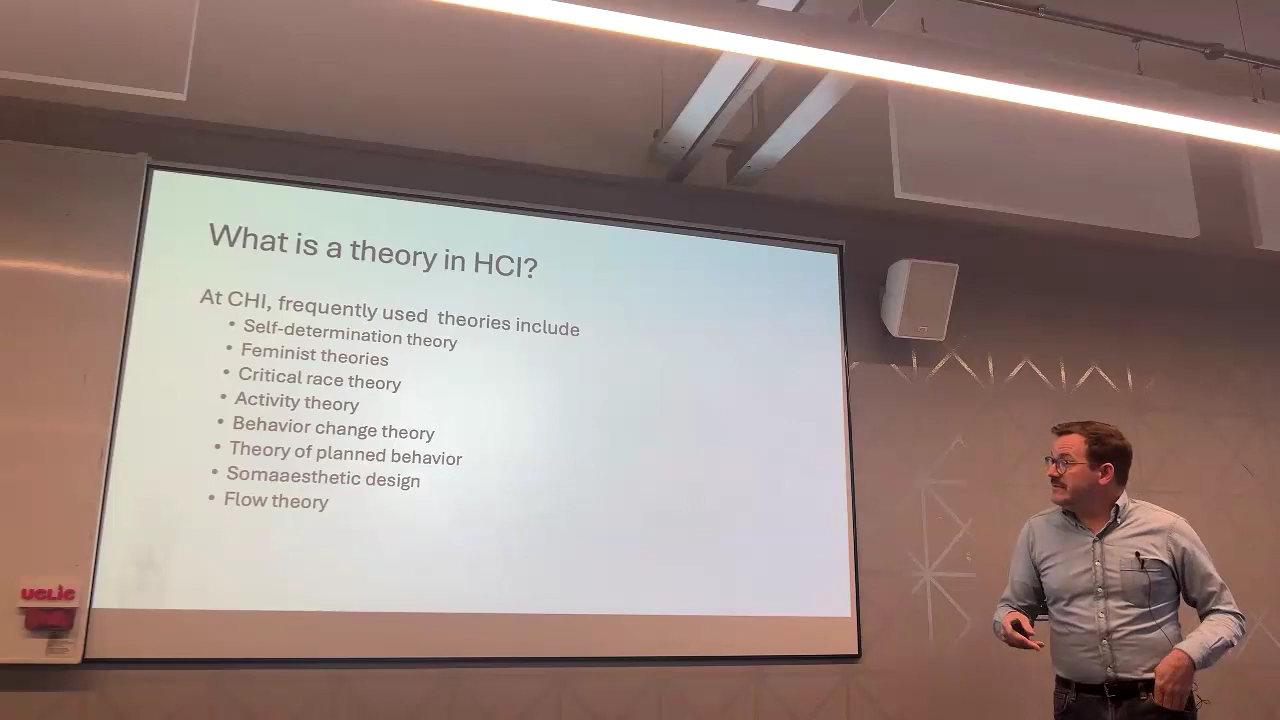 What is a theory in HCI?
At CHI, frequently used theories include
• Self-determination theory
• Feminist theories
• Critical race theory
• Activity theory
• Behavior change theory
• Theory of planned behavior
• Somaaesthetic design
• Flow theory
UCLIC